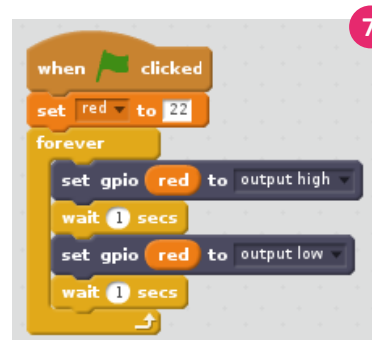 7
when clicked
set red to 22
forever
set gpio red to output high
wait 1 secs
set gpio red to output low
wait 1 secs